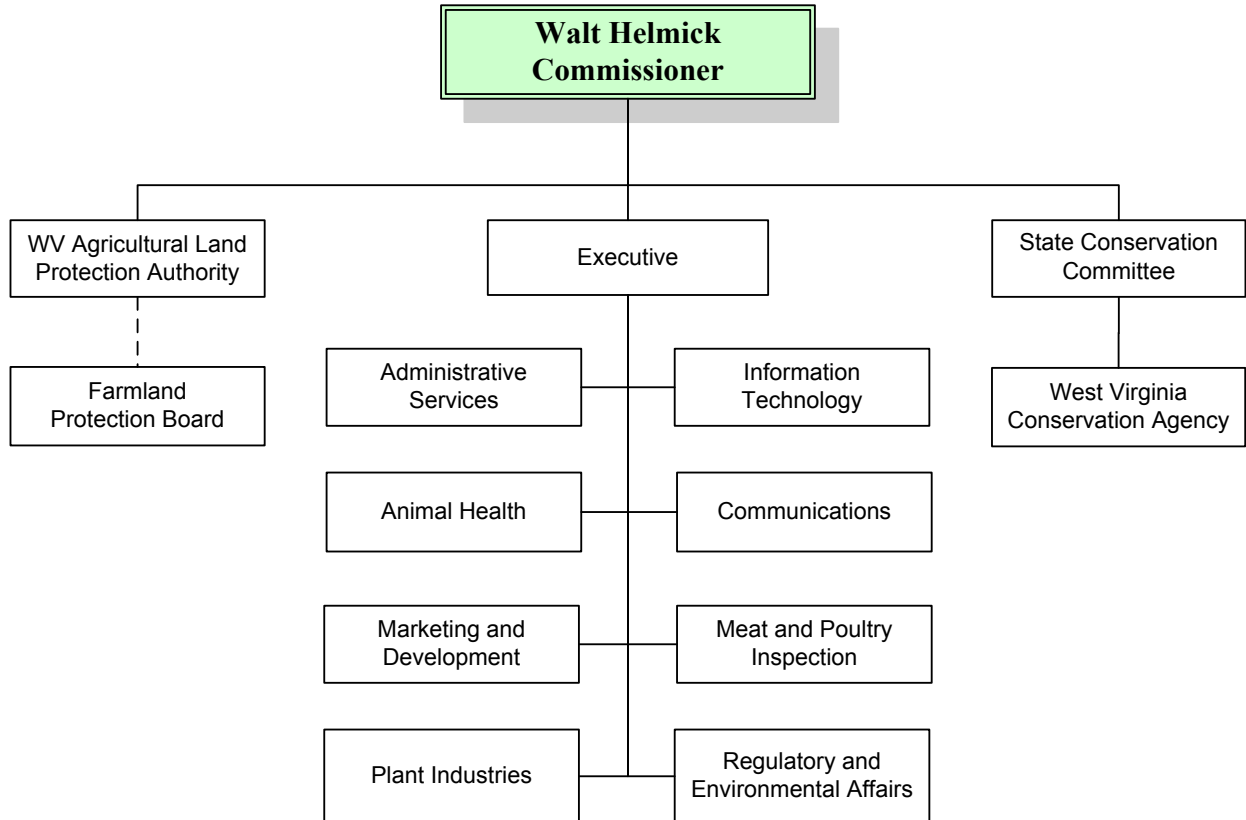 Walt Helmick
Commissioner
WV Agricultural Land
Protection Authority
Executive
State Conservation
Committee
Farmland
Protection Board
West Virginia
Conservation Agency
Administrative
Services
Information
Technology
Animal Health
Communications
Marketing and
Development
Meat and Poultry
Inspection
Plant Industries
Regulatory and
Environmental Affairs